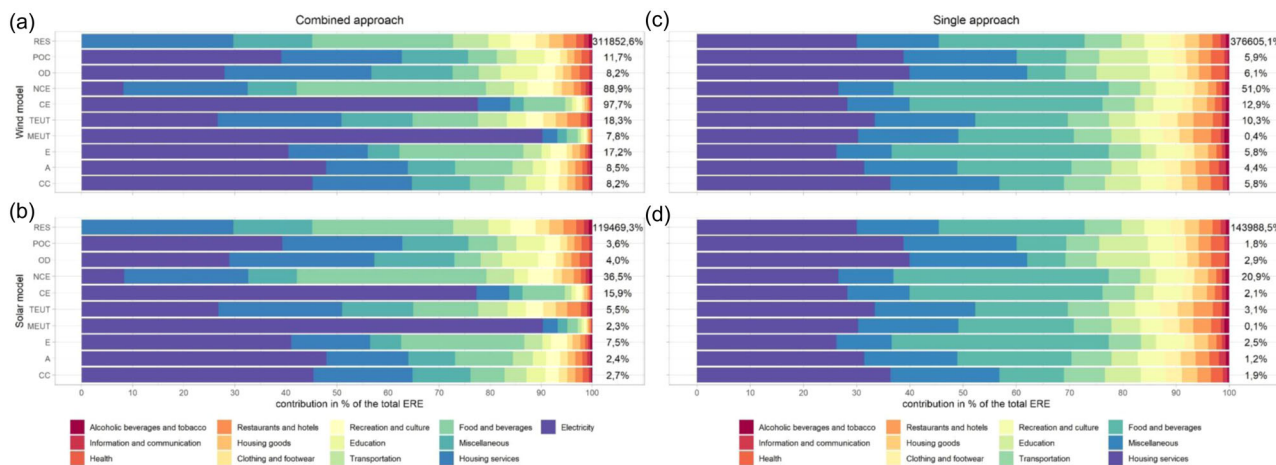 (a) Combined approach
Wind model
RES 311852,6%
POC 11,7%
OD 8,2%
NCE 88,9%
CE 97,7%
TEUT 18,3%
MEUT 7,8%
E 17,2%
A 8,5%
CC 8,2%
(b)
Solar model
RES 119469,3%
POC 3,6%
OD 4,0%
NCE 36,5%
CE 15,9%
TEUT 5,5%
MEUT 2,3%
E 7,5%
A 2,4%
CC 2,7%
0 10 20 30 40 50 60 70 80 90 100
contribution in % of the total ERE
Alcoholic beverages and tobacco Restaurants and hotels Recreation and culture Food and beverages Electricity
Information and communication Housing goods Education Miscellaneous
Health Clothing and footwear Transportation Housing services
(c) Single approach
376605,1%
5,9%
6,1%
51,0%
12,9%
10,3%
0,4%
5,8%
4,4%
5,8%
(d)
143988,5%
1,8%
2,9%
20,9%
2,1%
3,1%
0,1%
2,5%
1,2%
1,9%
0 10 20 30 40 50 60 70 80 90 100
contribution in % of the total ERE
Alcoholic beverages and tobacco Restaurants and hotels Recreation and culture Food and beverages
Information and communication Housing goods Education Miscellaneous
Health Clothing and footwear Transportation Housing services